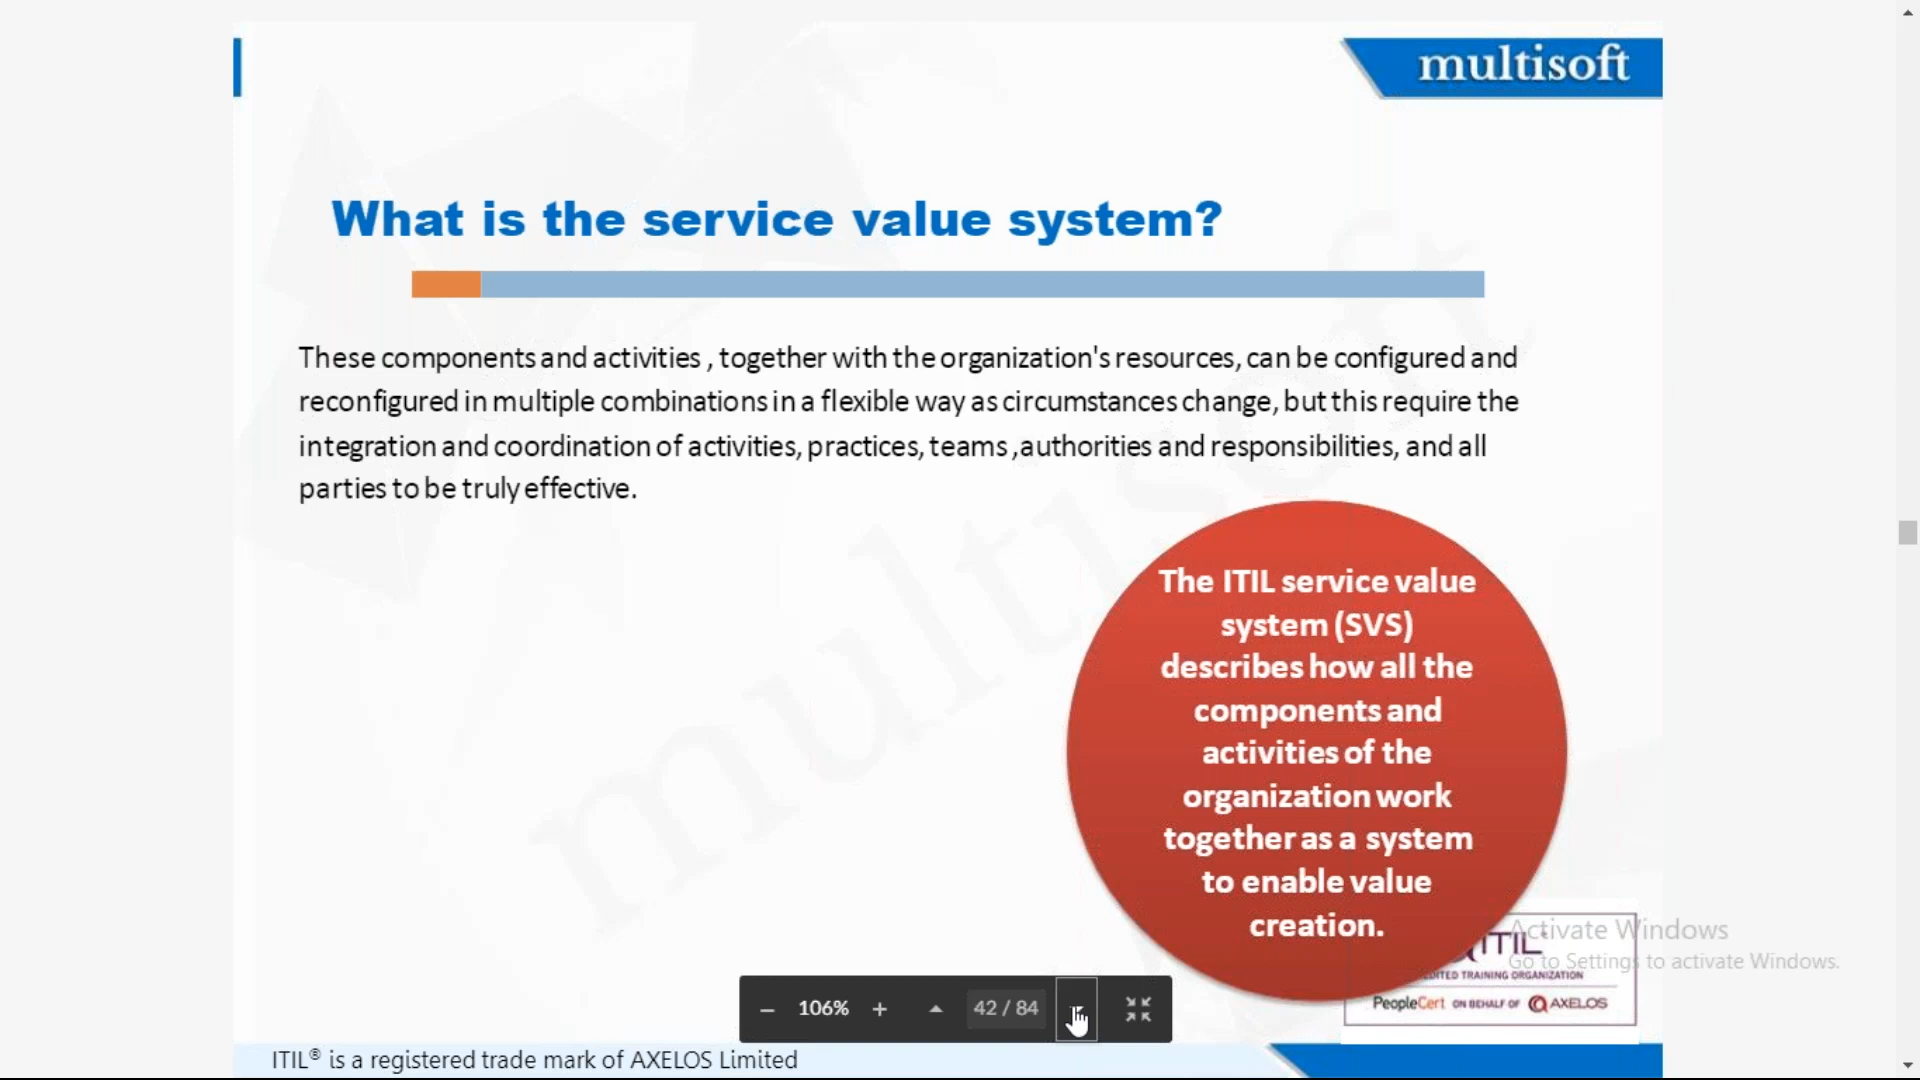 multisoft
What is the service value system?
These components and activities , together with the organization's resources, can be configured and
reconfigured in multiple combinations in a flexible way as circumstances change, but this require the
integration and coordination of activities, practices, teams ,authorities and responsibilities, and all
parties to be truly effective.
The ITIL service value
system (SVS)
describes how all the
components and
activities of the
organization work
together as a system
to enable value
creation.
multisoft
Activate Windows
Go to Settings to activate Windows.
ITIL
TRAINING ORGANIZATION
PeopleCert ON BEHALF OF AXELOS
106%
42 / 84
ITIL® is a registered trade mark of AXELOS Limited